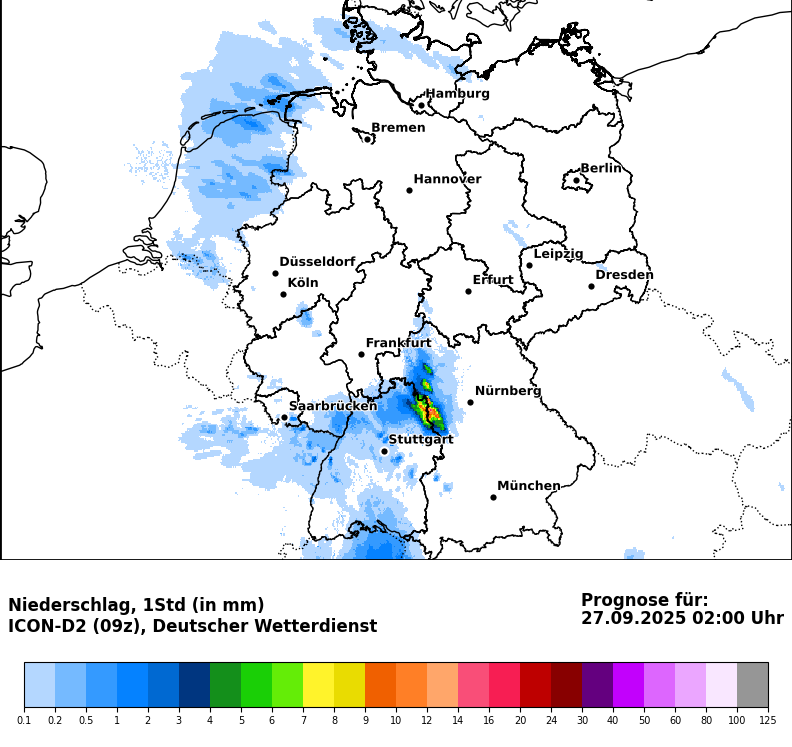 Hamburg
Bremen
Berlin
Hannover
Leipzig
Düsseldorf
Dresden
Köln
Erfurt
Frankfurt
Nürnberg
Saarbrücken
Stuttgart
München
Niederschlag, 1Std (in mm)
ICON-D2 (09z), Deutscher Wetterdienst
Prognose für:
27.09.2025 02:00 Uhr
0.1 0.2 0.5 1 2 3 4 5 6 7 8 9 10 12 14 16 20 24 30 40 50 60 80 100 125